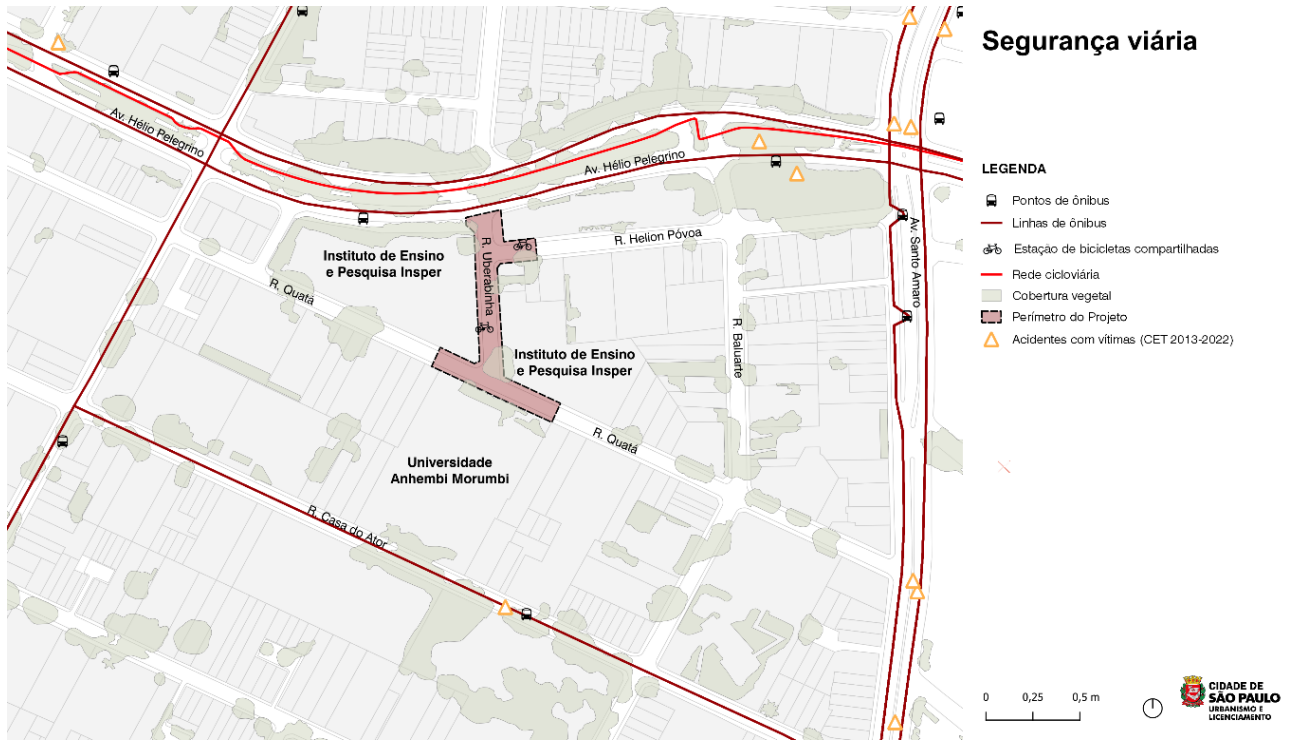 Segurança viária
Av. Hélio Pelegrino
Av. Hélio Pelegrino
R. Helion Póvoa
R. Uberabinha
Av. Santo Amaro
Instituto de Ensino
e Pesquisa Insper
R. Quatá
R. Baluarte
Instituto de Ensino
e Pesquisa Insper
R. Quatá
Universidade
Anhembi Morumbi
R. Casa do Ator
LEGENDA
Pontos de ônibus
Linhas de ônibus
Estação de bicicletas compartilhadas
Rede cicloviária
Cobertura vegetal
Perímetro do Projeto
Acidentes com vítimas (CET 2013-2022)
0 0,25 0,5 m
CIDADE DE
SÃO PAULO
URBANISMO E
LICENCIAMENTO